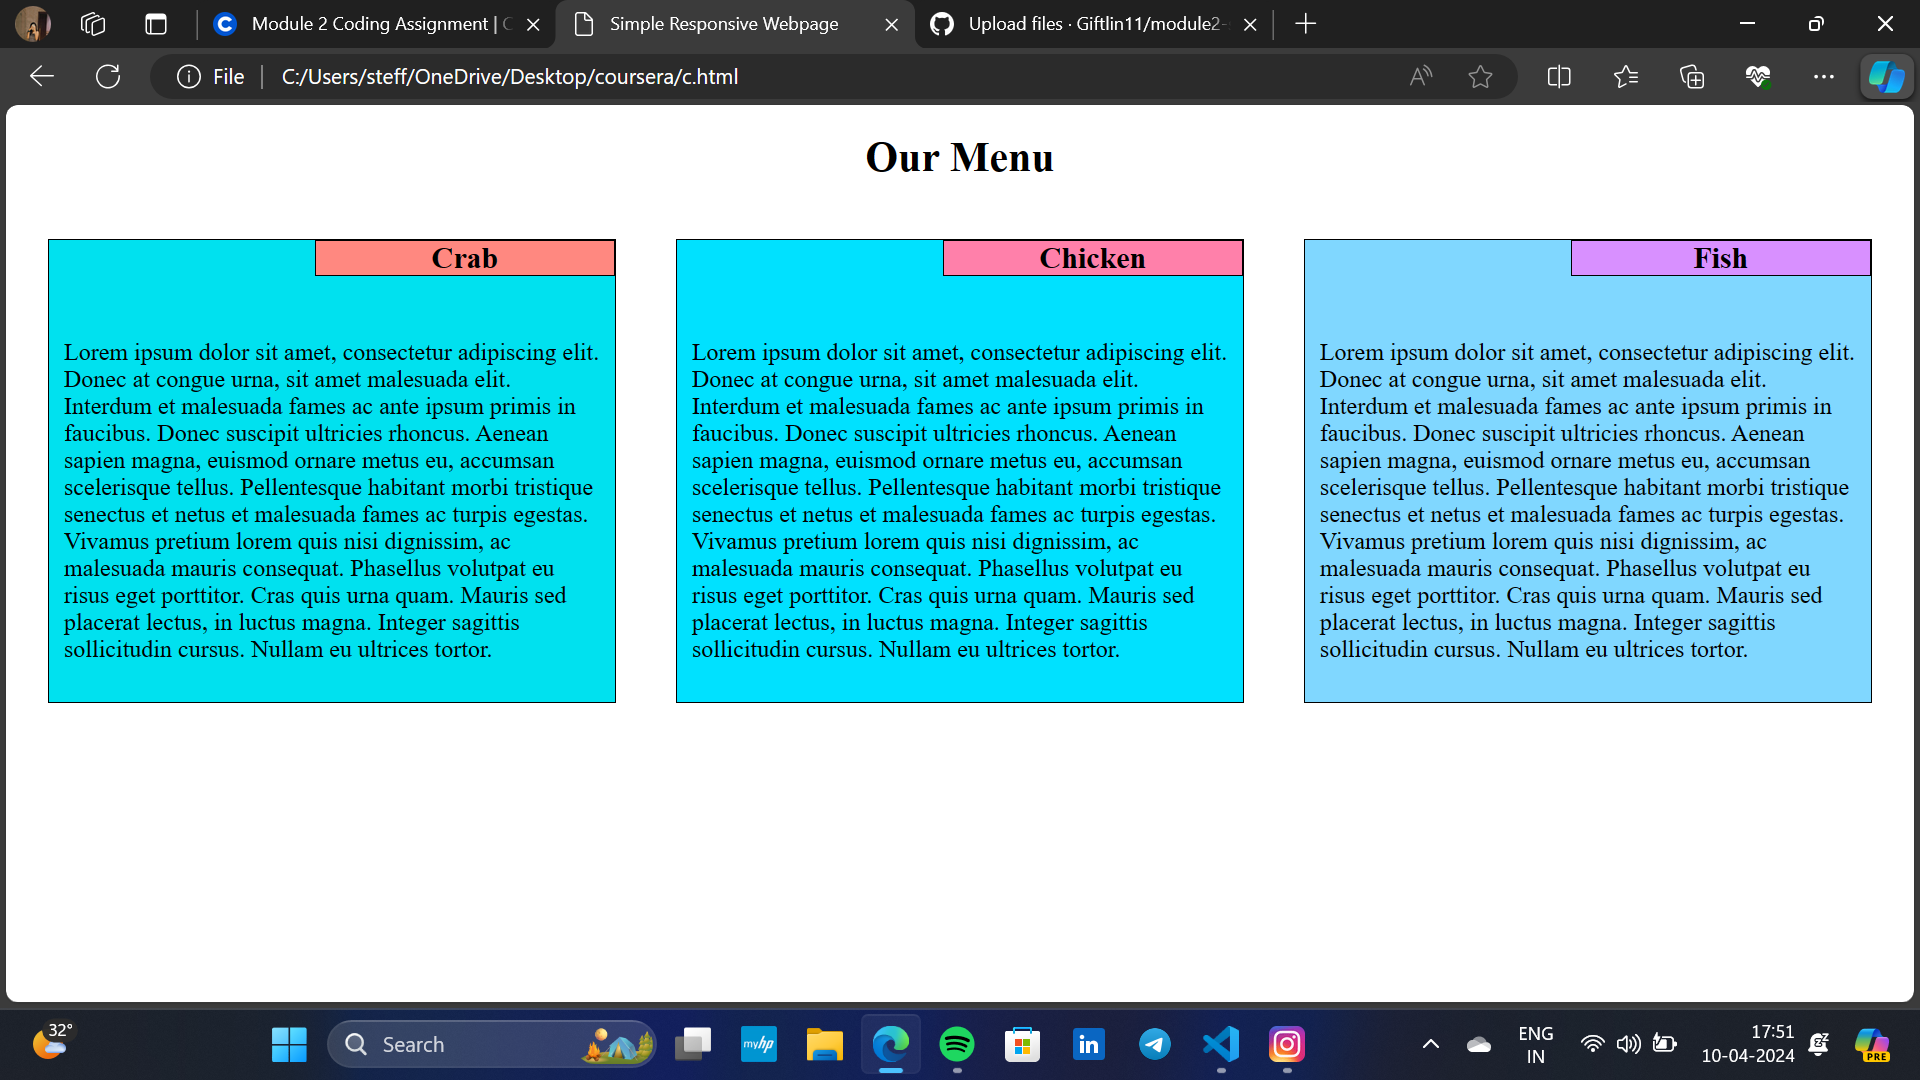 Module 2 Coding Assignment | C
Simple Responsive Webpage
Upload files · Giftlin11/module2-
File
C:/Users/steff/OneDrive/Desktop/coursera/c.html
Our Menu
Crab
Lorem ipsum dolor sit amet, consectetur adipiscing elit.
Donec at congue urna, sit amet malesuada elit.
Interdum et malesuada fames ac ante ipsum primis in
faucibus. Donec suscipit ultricies rhoncus. Aenean
sapien magna, euismod ornare metus eu, accumsan
scelerisque tellus. Pellentesque habitant morbi tristique
senectus et netus et malesuada fames ac turpis egestas.
Vivamus pretium lorem quis nisi dignissim, ac
malesuada mauris consequat. Phasellus volutpat eu
risus eget porttitor. Cras quis urna quam. Mauris sed
placerat lectus, in luctus magna. Integer sagittis
sollicitudin cursus. Nullam eu ultrices tortor.
Chicken
Lorem ipsum dolor sit amet, consectetur adipiscing elit.
Donec at congue urna, sit amet malesuada elit.
Interdum et malesuada fames ac ante ipsum primis in
faucibus. Donec suscipit ultricies rhoncus. Aenean
sapien magna, euismod ornare metus eu, accumsan
scelerisque tellus. Pellentesque habitant morbi tristique
senectus et netus et malesuada fames ac turpis egestas.
Vivamus pretium lorem quis nisi dignissim, ac
malesuada mauris consequat. Phasellus volutpat eu
risus eget porttitor. Cras quis urna quam. Mauris sed
placerat lectus, in luctus magna. Integer sagittis
sollicitudin cursus. Nullam eu ultrices tortor.
Fish
Lorem ipsum dolor sit amet, consectetur adipiscing elit.
Donec at congue urna, sit amet malesuada elit.
Interdum et malesuada fames ac ante ipsum primis in
faucibus. Donec suscipit ultricies rhoncus. Aenean
sapien magna, euismod ornare metus eu, accumsan
scelerisque tellus. Pellentesque habitant morbi tristique
senectus et netus et malesuada fames ac turpis egestas.
Vivamus pretium lorem quis nisi dignissim, ac
malesuada mauris consequat. Phasellus volutpat eu
risus eget porttitor. Cras quis urna quam. Mauris sed
placerat lectus, in luctus magna. Integer sagittis
sollicitudin cursus. Nullam eu ultrices tortor.
32°
Search
myhp
in
ENG
IN
17:51
10-04-2024
PRE